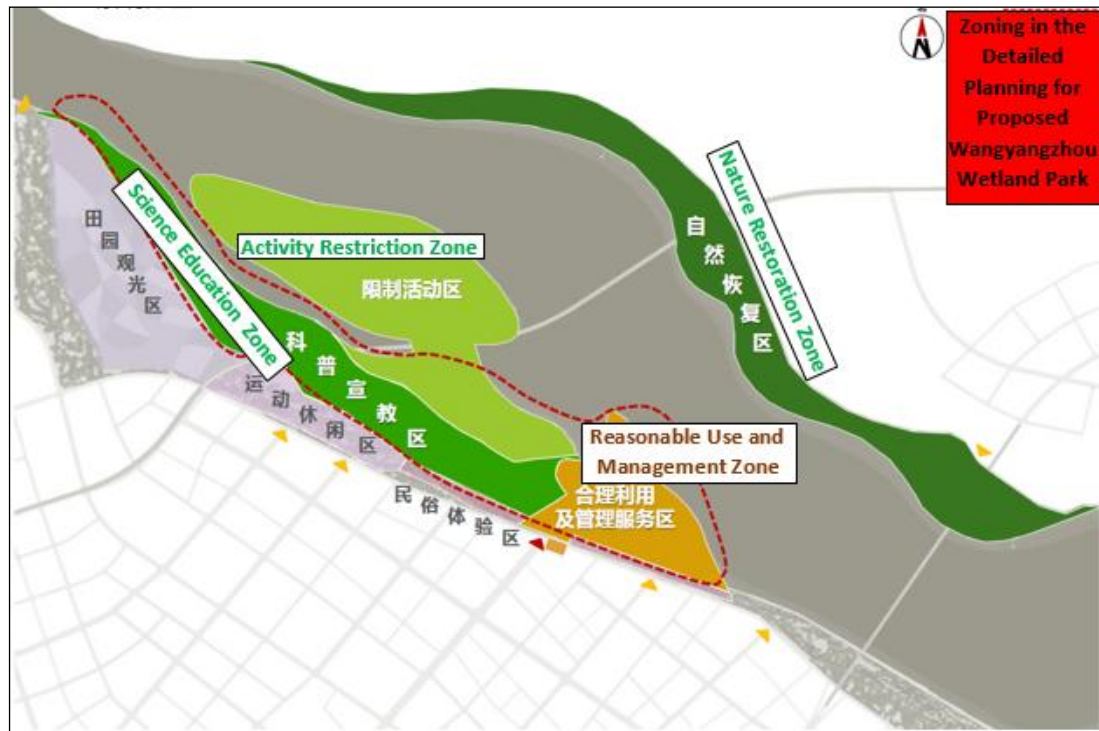 Zoning in the
Detailed
Planning for
Proposed
Wangyangzhou
Wetland Park
N
Nature Restoration Zone
自然恢复区
Science Education Zone
田园观光区
Activity Restriction Zone
限制活动区
科普宣教区
运动休闲区
Reasonable Use and
Management Zone
合理利用
及管理服务区
民俗体验区